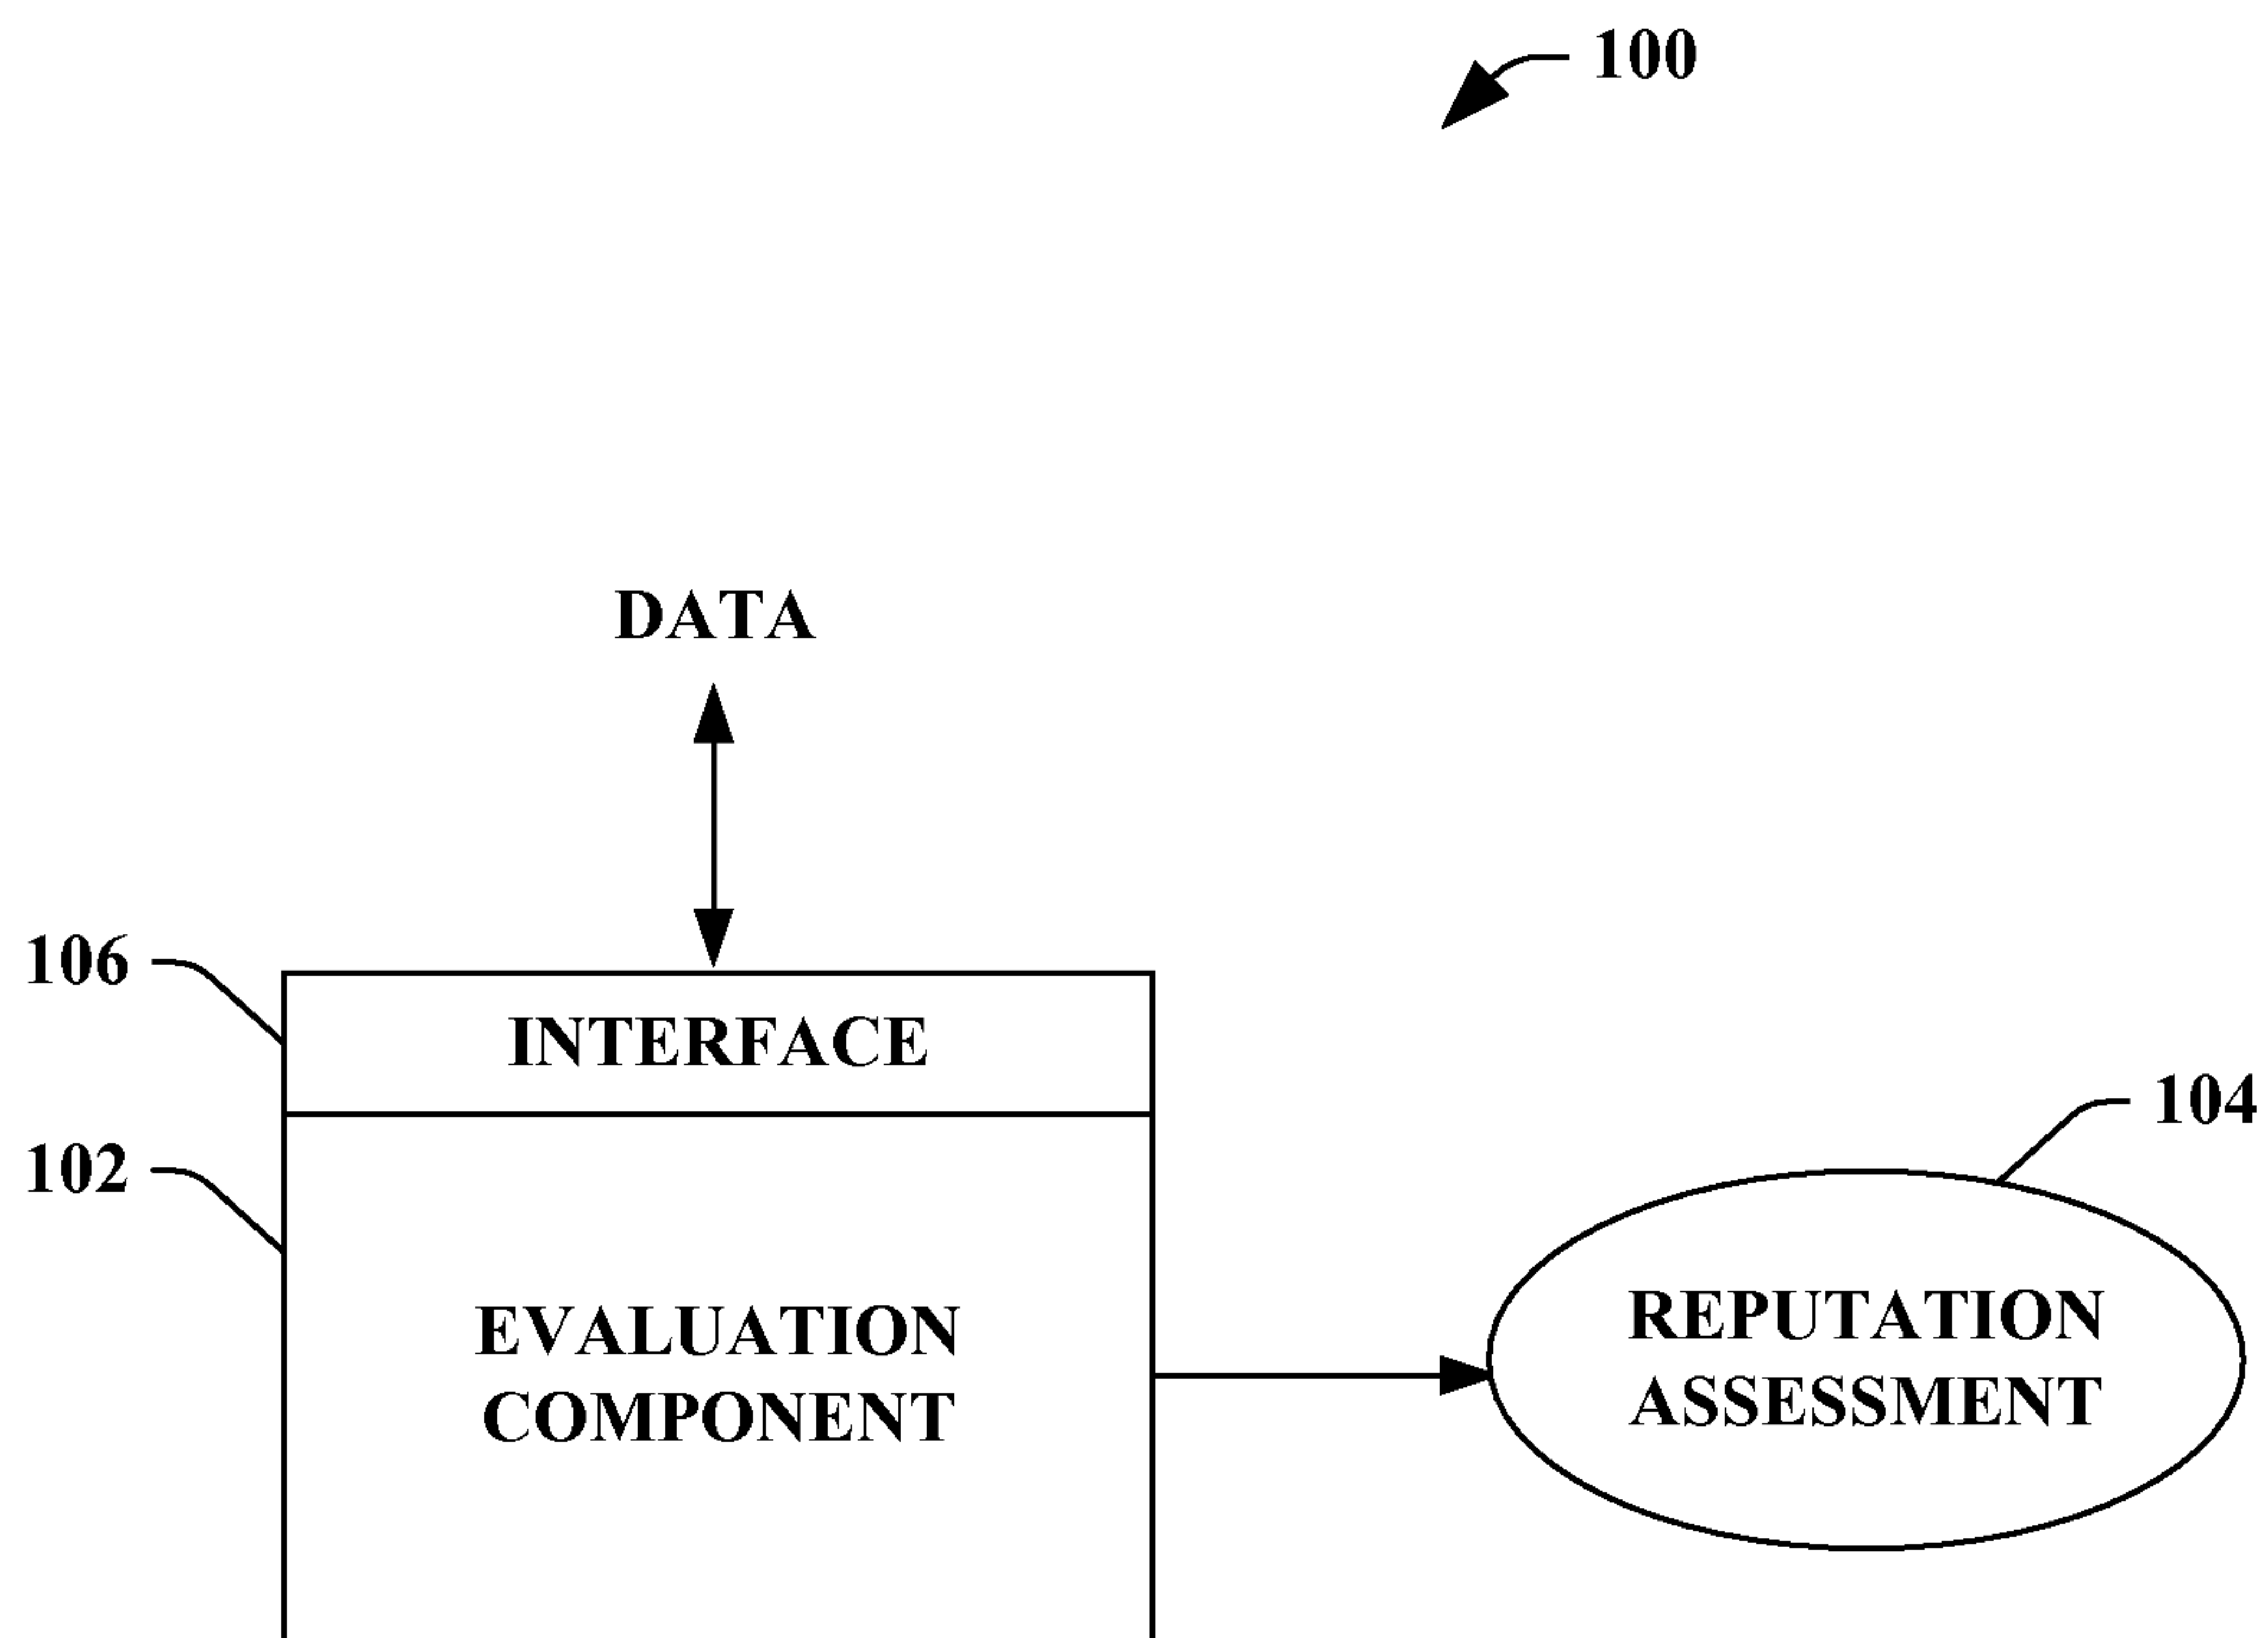 100
DATA
106
INTERFACE
104
102
EVALUATION
COMPONENT
REPUTATION
ASSESSMENT